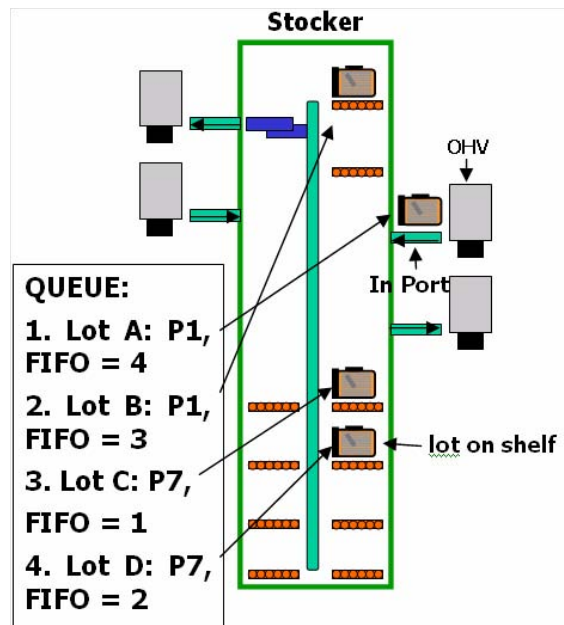 Stocker
OHV
In Port
QUEUE:
1. Lot A: P1,
FIFO = 4
2. Lot B: P1,
FIFO = 3
3. Lot C: P7,
FIFO = 1
4. Lot D: P7,
FIFO = 2
lot on shelf